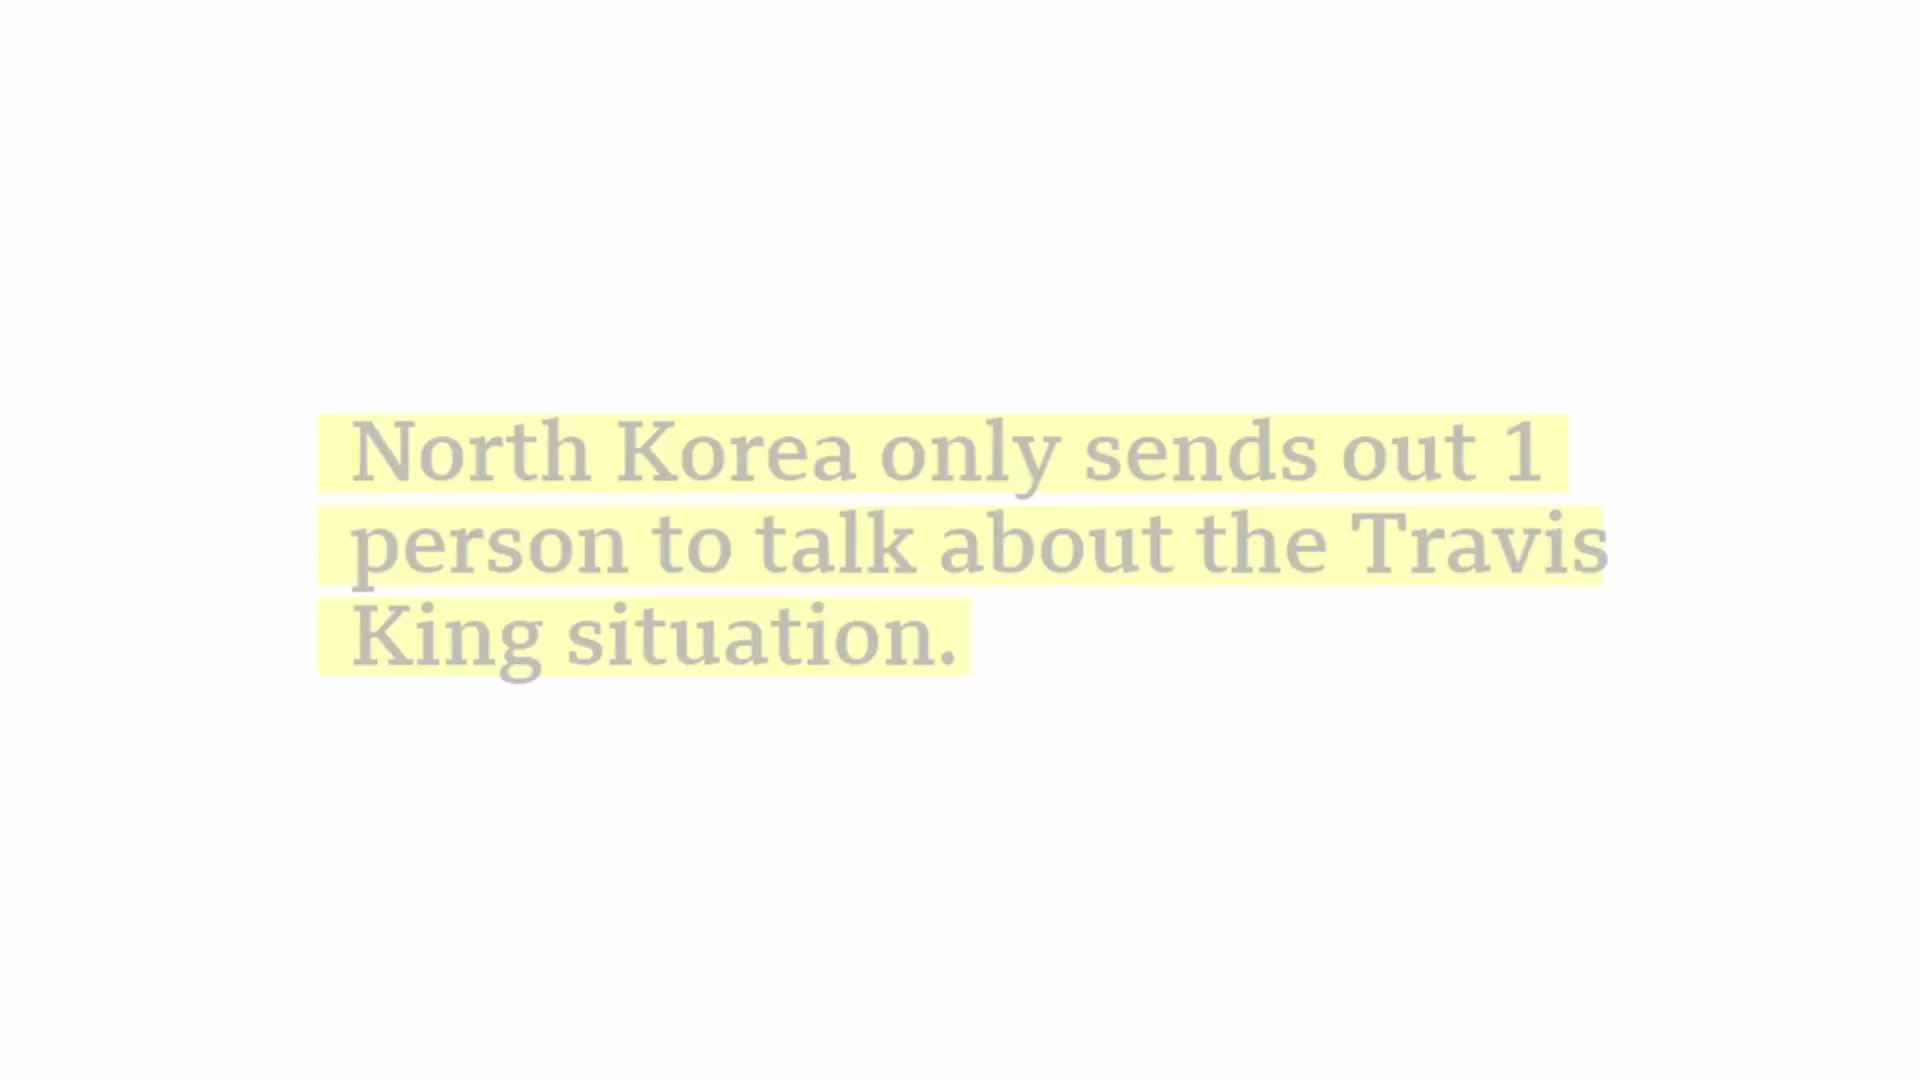 North Korea only sends out 1
person to talk about the Travis
King situation.